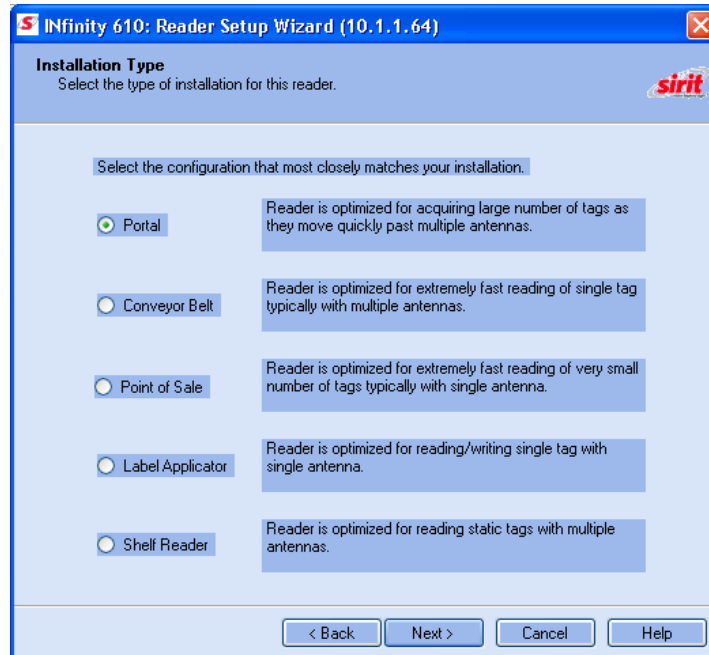 INfinity 610: Reader Setup Wizard (10.1.1.64)
Installation Type
Select the type of installation for this reader.
sirit
Select the configuration that most closely matches your installation.
Portal
Reader is optimized for acquiring large number of tags as
they move quickly past multiple antennas.
Conveyor Belt
Reader is optimized for extremely fast reading of single tag
typically with multiple antennas.
Point of Sale
Reader is optimized for extremely fast reading of very small
number of tags typically with single antenna.
Label Applicator
Reader is optimized for reading/writing single tag with
single antenna.
Shelf Reader
Reader is optimized for reading static tags with multiple
antennas.
< Back Next > Cancel Help